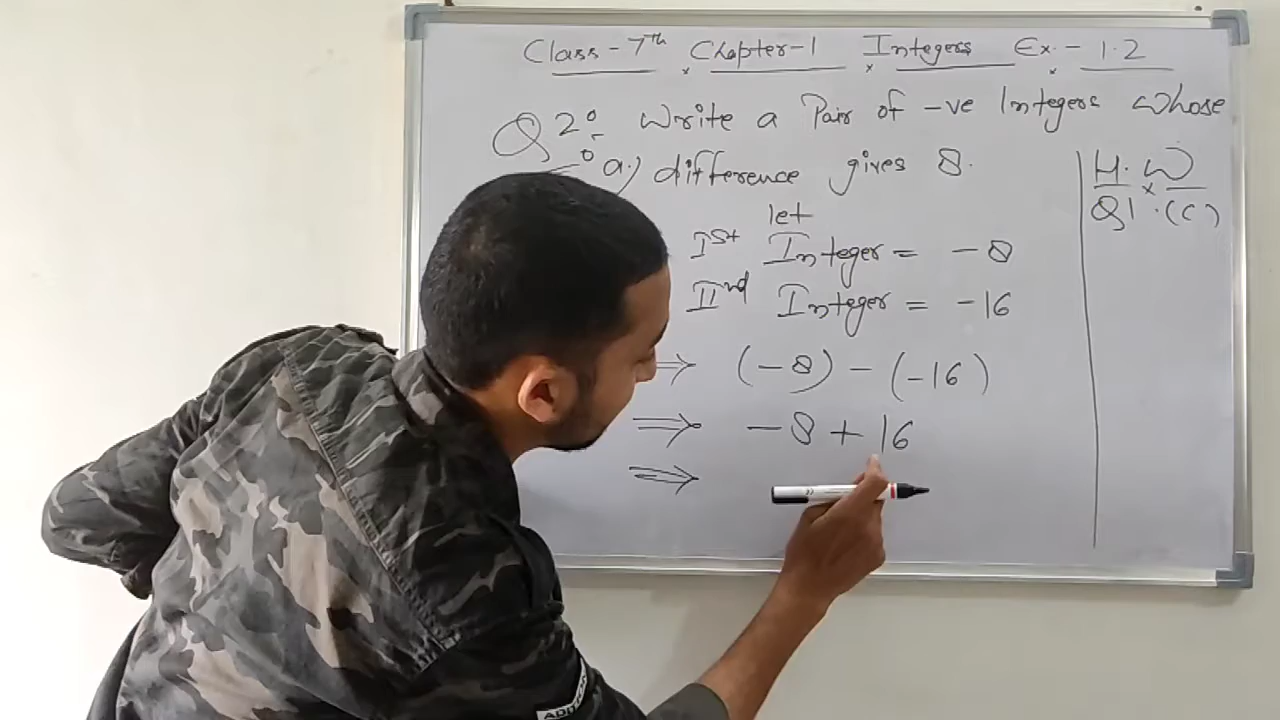 Class-7th Chapter-1 Integers Ex.-1.2
Q2:- Write a Pair of -ve Integers whose
a.) difference gives 8.
let
Ist Integer = -8
IInd Integer = -16
⇒ (-8) - (-16)
⇒ -8 + 16
⇒
H.W
Q1.(c)